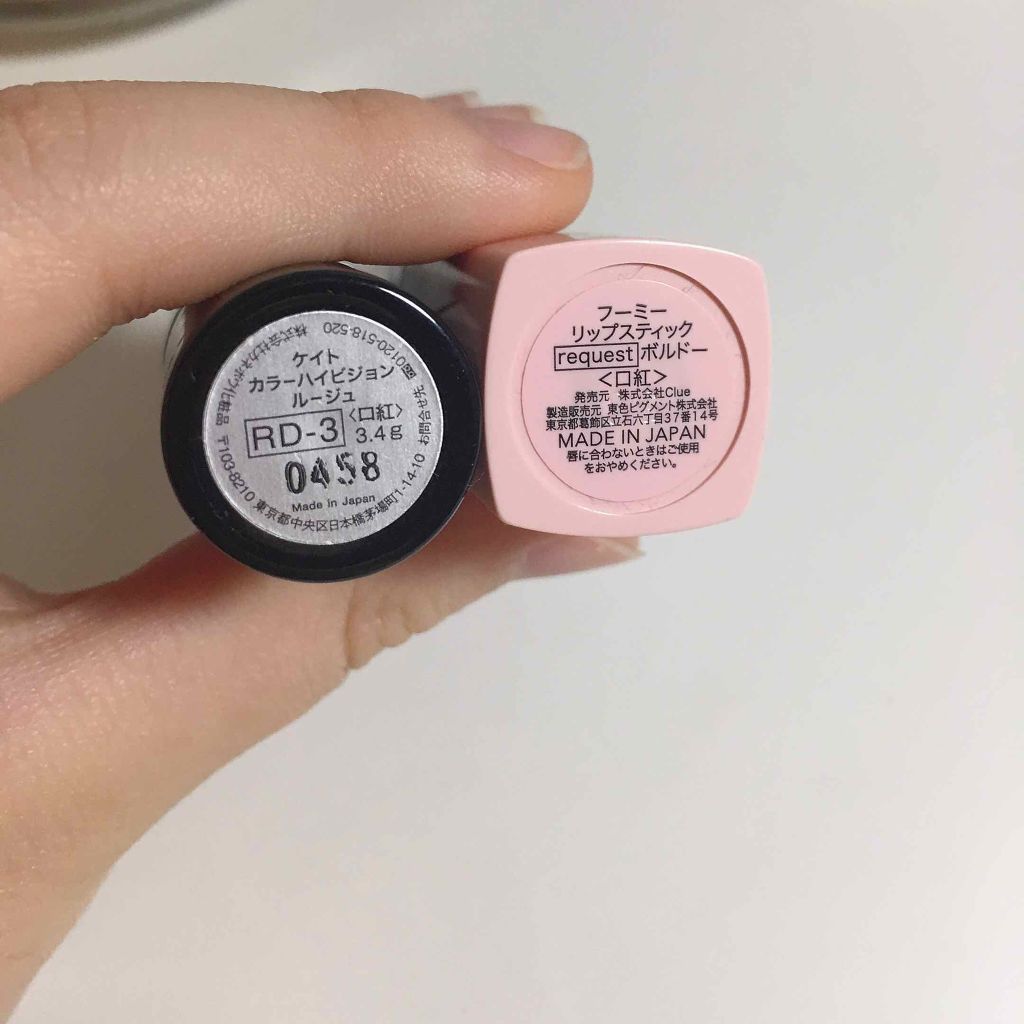 ケイト
カラーハイビジョン
ルージュ
RD-3
〈口紅〉
3.4g
0458
Made in Japan
株式会社カネボウ化粧品 〒103-8210 東京都中央区日本橋茅場町1-14-10 お問合せ先 0120-518-520
フーミー
リップスティック
request ボルドー
〈口紅〉
発売元 株式会社Clue
製造販売元 東色ピグメント株式会社
東京都葛飾区立石六丁目37番14号
MADE IN JAPAN
唇に合わないときはご使用
をおやめください。